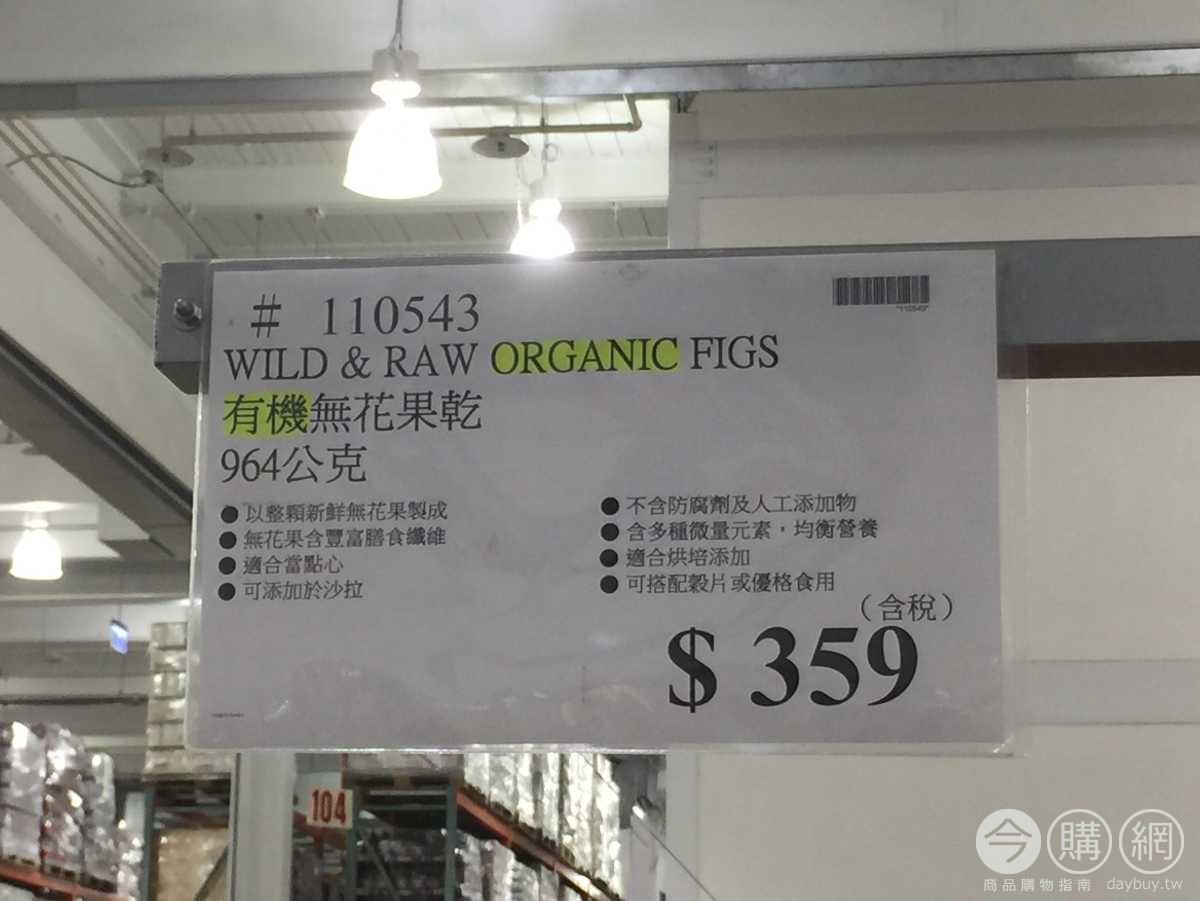 # 110543
*110543*
WILD & RAW ORGANIC FIGS
有機無花果乾
964公克
● 以整顆新鮮無花果製成
● 無花果含豐富膳食纖維
● 適合當點心
● 可添加於沙拉
● 不含防腐劑及人工添加物
● 含多種微量元素，均衡營養
● 適合烘培添加
● 可搭配穀片或優格食用
（含稅）
$ 359
104
今購網
商品購物指南 daybuy.tw